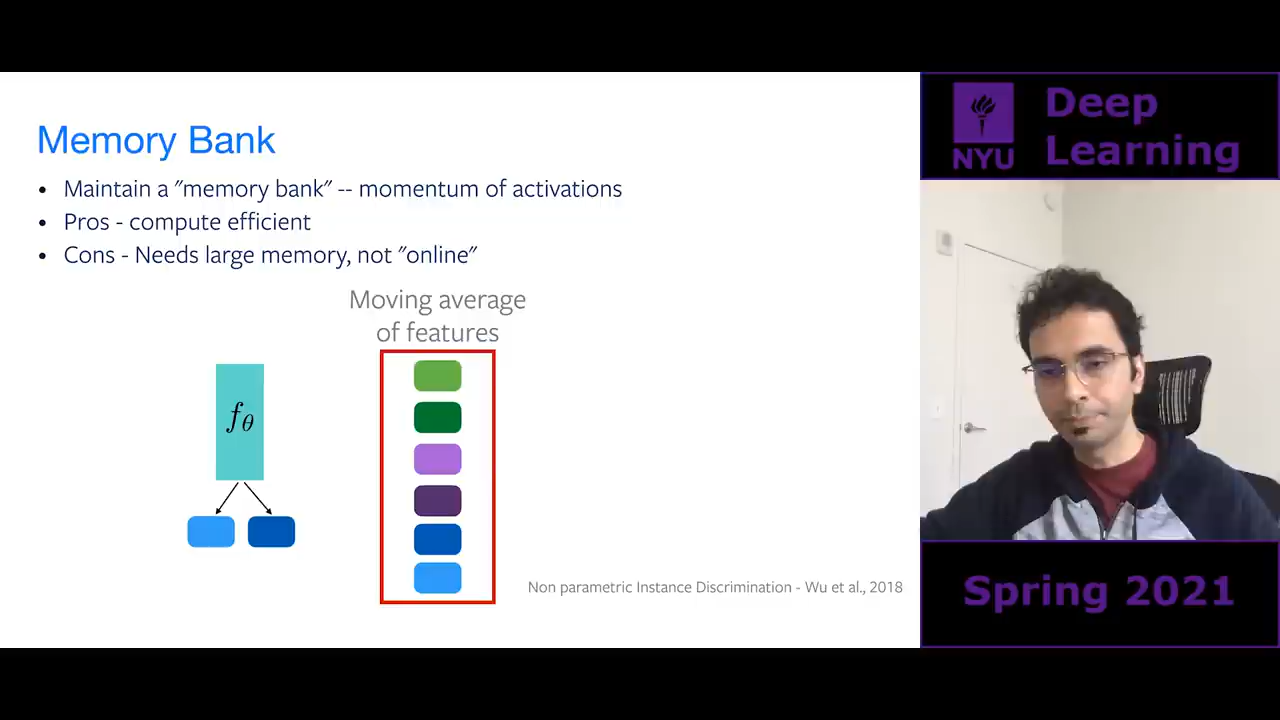 Memory Bank
• Maintain a "memory bank" -- momentum of activations
• Pros - compute efficient
• Cons - Needs large memory, not "online"
Moving average
of features
fθ
Non parametric Instance Discrimination - Wu et al., 2018
NYU
Deep
Learning
Spring 2021